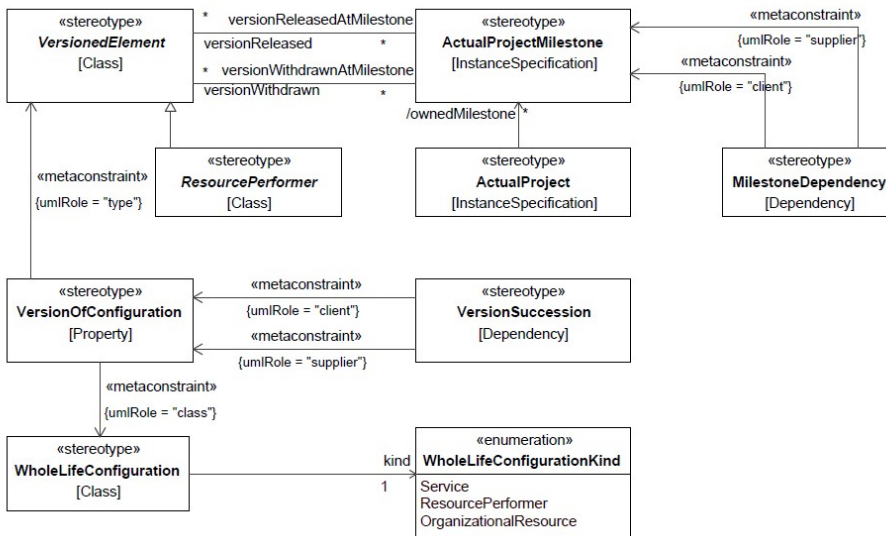 «stereotype»
VersionedElement
[Class]
*
versionReleasedAtMilestone
versionReleased
*
*
versionWithdrawnAtMilestone
versionWithdrawn
*
«stereotype»
ActualProjectMilestone
[InstanceSpecification]
«metaconstraint»
{umlRole = "supplier"}
«metaconstraint»
{umlRole = "client"}
/ownedMilestone
*
«metaconstraint»
{umlRole = "type"}
«stereotype»
ResourcePerformer
[Class]
«stereotype»
ActualProject
[InstanceSpecification]
«stereotype»
MilestoneDependency
[Dependency]
«stereotype»
VersionOfConfiguration
[Property]
«metaconstraint»
{umlRole = "client"}
«metaconstraint»
{umlRole = "supplier"}
«stereotype»
VersionSuccession
[Dependency]
«metaconstraint»
{umlRole = "class"}
«stereotype»
WholeLifeConfiguration
[Class]
kind
1
«enumeration»
WholeLifeConfigurationKind
Service
ResourcePerformer
OrganizationalResource